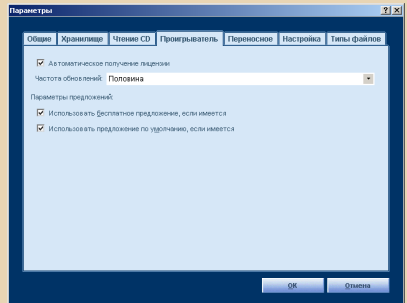 Параметры
Общие Хранилище Чтение CD Проигрыватель Переносное Настройка Типы файлов
Автоматическое получение лицензии
Частота обновлений: Половина
Параметры предложений:
Использовать бесплатное предложение, если имеется
Использовать предложение по умолчанию, если имеется
OK Отмена